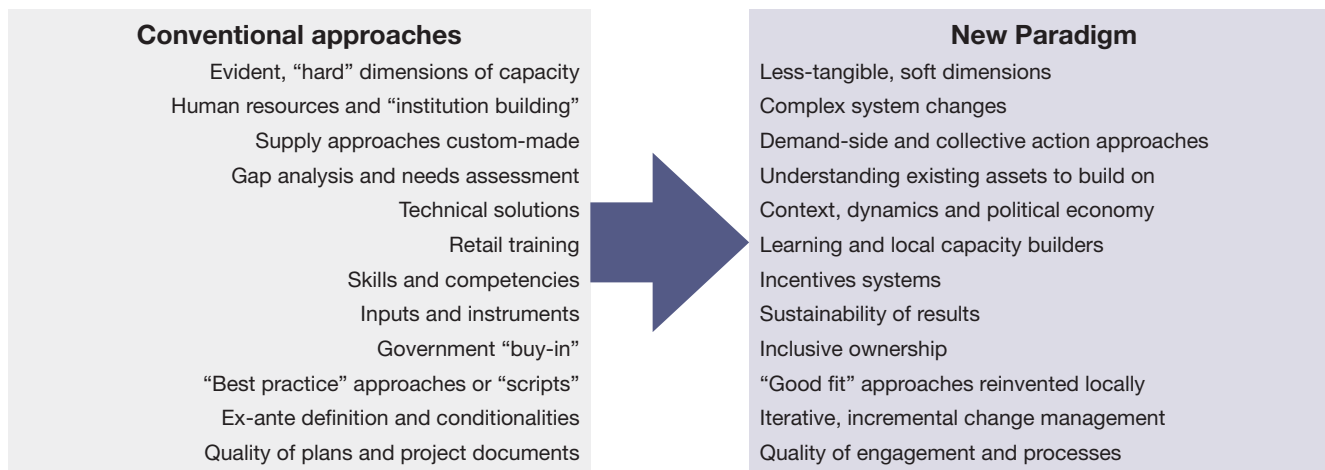 Conventional approaches
Evident, “hard” dimensions of capacity
Human resources and “institution building”
Supply approaches custom-made
Gap analysis and needs assessment
Technical solutions
Retail training
Skills and competencies
Inputs and instruments
Government “buy-in”
“Best practice” approaches or “scripts”
Ex-ante definition and conditionalities
Quality of plans and project documents
New Paradigm
Less-tangible, soft dimensions
Complex system changes
Demand-side and collective action approaches
Understanding existing assets to build on
Context, dynamics and political economy
Learning and local capacity builders
Incentives systems
Sustainability of results
Inclusive ownership
“Good fit” approaches reinvented locally
Iterative, incremental change management
Quality of engagement and processes